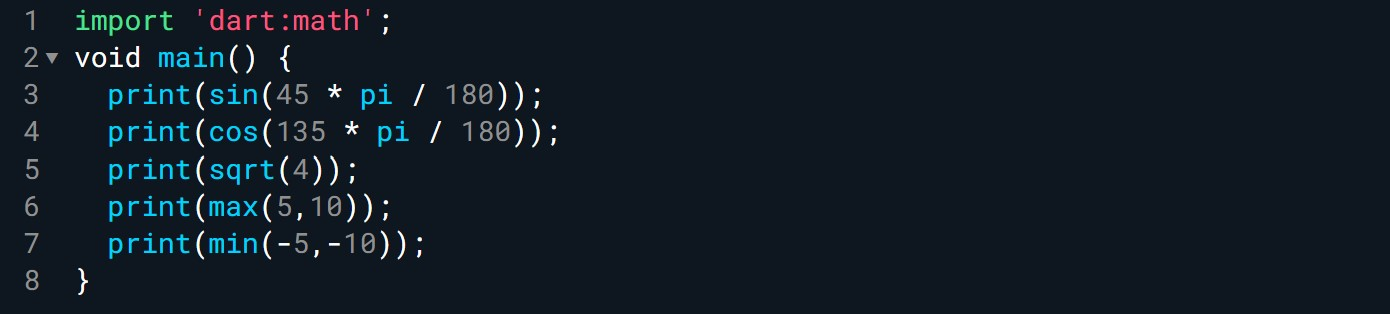 1 import 'dart:math';
2 void main() {
3 print(sin(45 * pi / 180));
4 print(cos(135 * pi / 180));
5 print(sqrt(4));
6 print(max(5,10));
7 print(min(-5,-10));
8 }